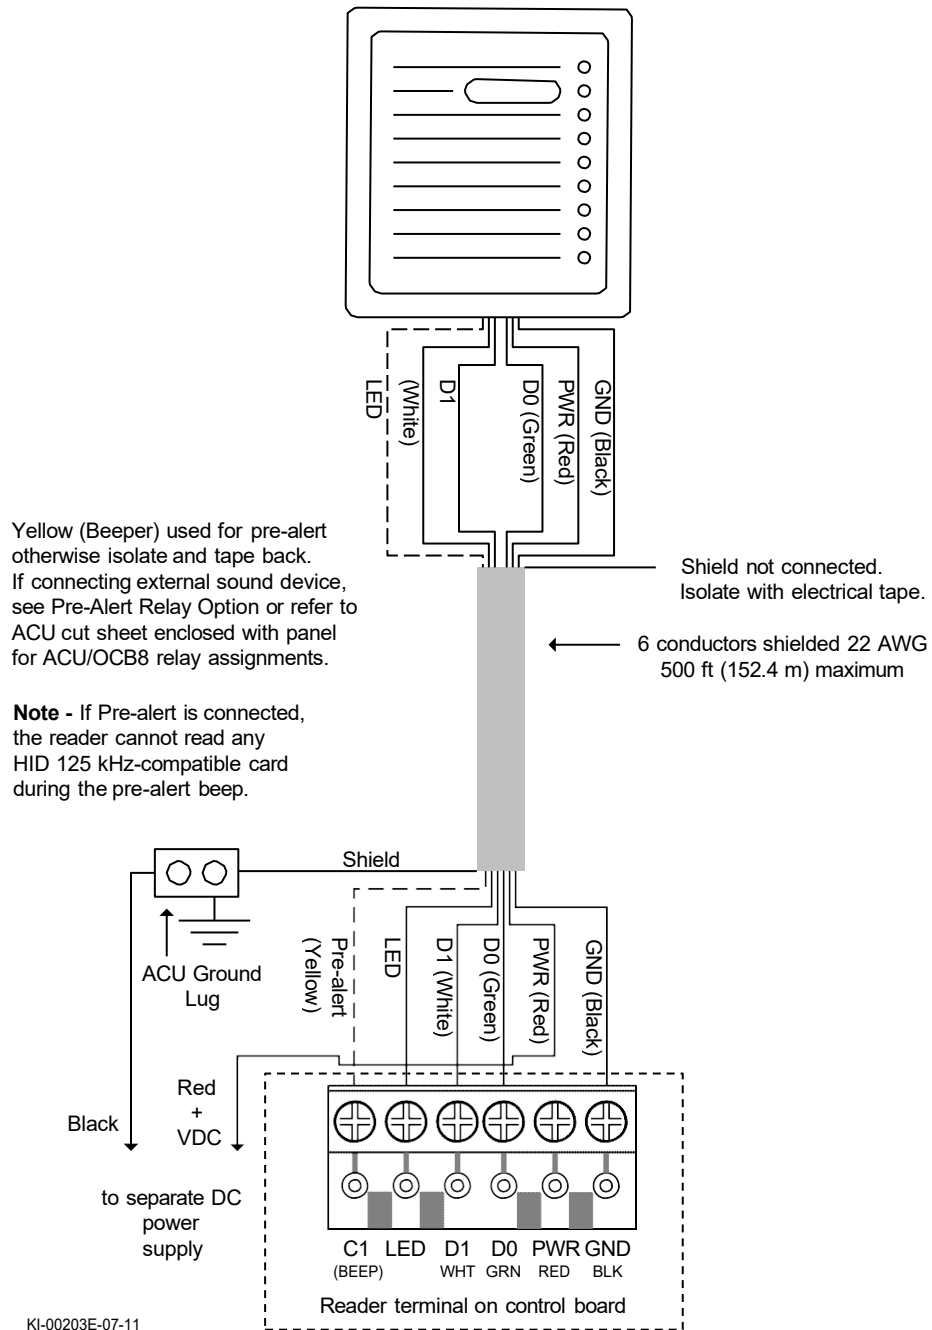 LED
(White)
D1
D0 (Green)
PWR (Red)
GND (Black)
Yellow (Beeper) used for pre-alert
otherwise isolate and tape back.
If connecting external sound device,
see Pre-Alert Relay Option or refer to
ACU cut sheet enclosed with panel
for ACU/OCB8 relay assignments.
Note - If Pre-alert is connected,
the reader cannot read any
HID 125 kHz-compatible card
during the pre-alert beep.
Shield not connected.
Isolate with electrical tape.
6 conductors shielded 22 AWG
500 ft (152.4 m) maximum
Shield
ACU Ground
Lug
Pre-alert
(Yellow)
LED
D1 (White)
D0 (Green)
PWR (Red)
GND (Black)
Black
Red
+
VDC
to separate DC
power
supply
C1 LED D1 D0 PWR GND
(BEEP) WHT GRN RED BLK
Reader terminal on control board
KI-00203E-07-11